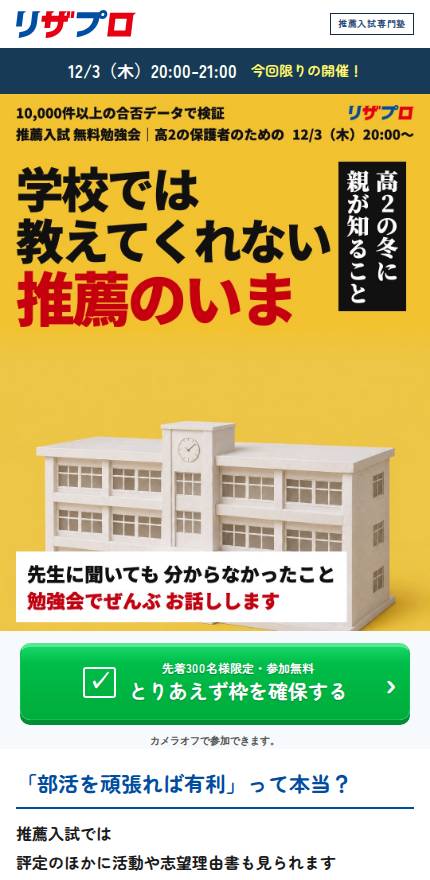 リザプロ
推薦入試専門塾
12/3（木）20:00-21:00 今回限りの開催！
10,000件以上の合否データで検証
リザプロ
推薦入試 無料勉強会｜高2の保護者のための 12/3（木）20:00〜
学校では
教えてくれない
推薦のいま
高2の冬に
親が知ること
先生に聞いても 分からなかったこと
勉強会でぜんぶ お話しします
先着300名様限定・参加無料
とりあえず枠を確保する
カメラオフで参加できます。
「部活を頑張れば有利」って本当？
推薦入試では
評定のほかに活動や志望理由書も見られます